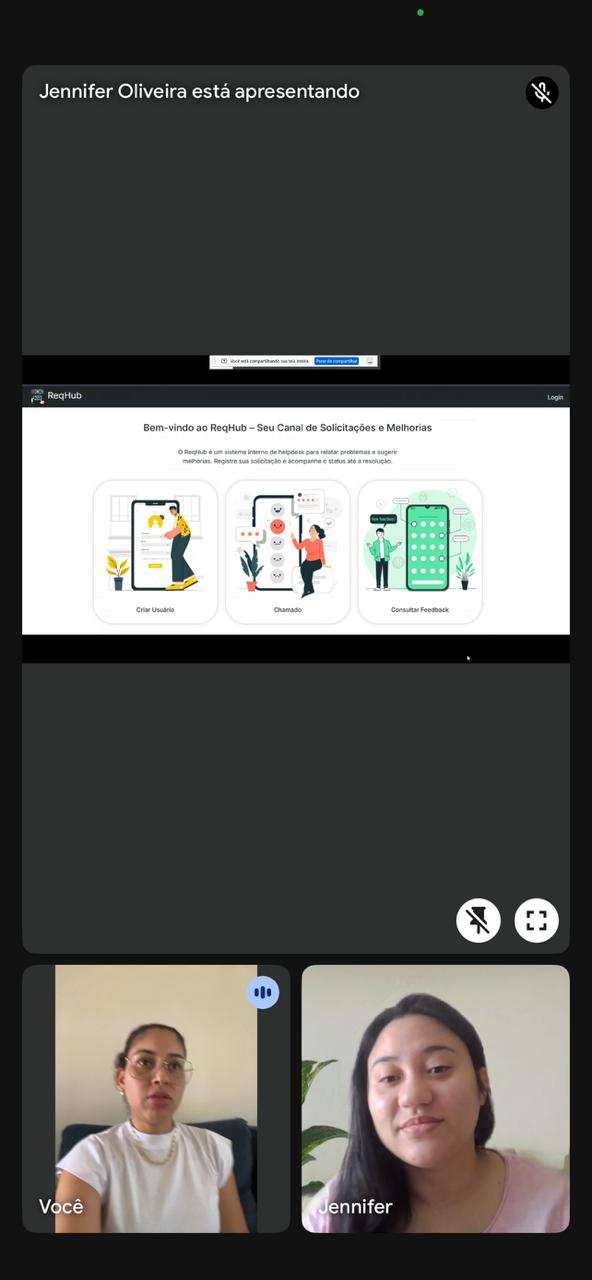 Jennifer Oliveira está apresentando
Você está compartilhando sua tela inteira.
Parar de compartilhar
ReqHub
Login
Bem-vindo ao ReqHub – Seu Canal de Solicitações e Melhorias
O ReqHub é um sistema interno de helpdesk para relatar problemas e sugerir
melhorias. Registre sua solicitação e acompanhe o status até a resolução.
Criar Usuário
Chamado
Consultar Feedback
Você
Jennifer